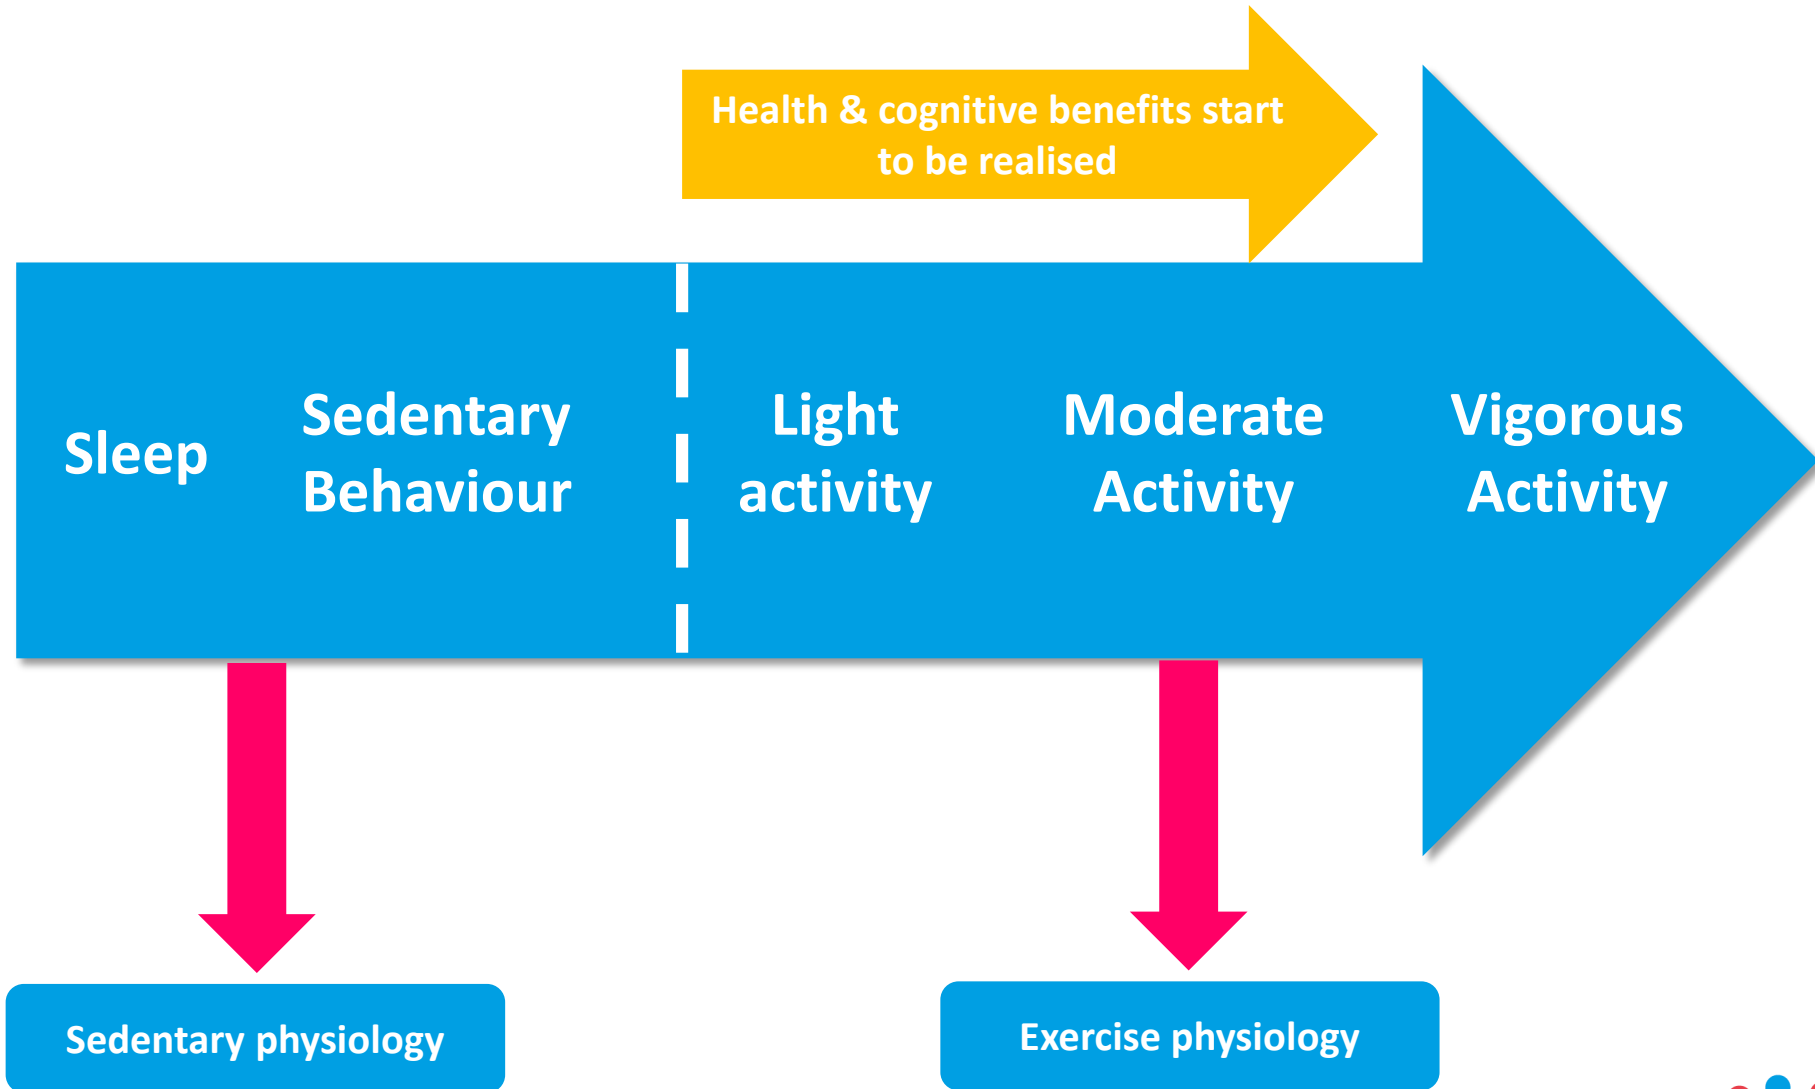 Health & cognitive benefits start
to be realised
Sleep
Sedentary
Behaviour
Light
activity
Moderate
Activity
Vigorous
Activity
Sedentary physiology
Exercise physiology